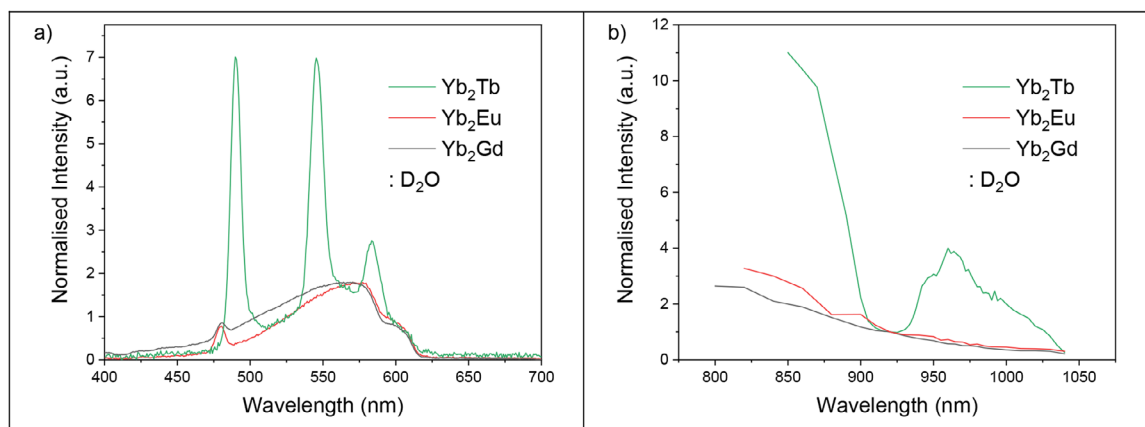 a)
Normalised Intensity (a.u.)
7
6
5
4
3
2
1
0
Yb₂Tb
Yb₂Eu
Yb₂Gd
: D₂O
400 450 500 550 600 650 700
Wavelength (nm)
b)
Normalised Intensity (a.u.)
12
10
8
6
4
2
0
Yb₂Tb
Yb₂Eu
Yb₂Gd
: D₂O
800 850 900 950 1000 1050
Wavelength (nm)